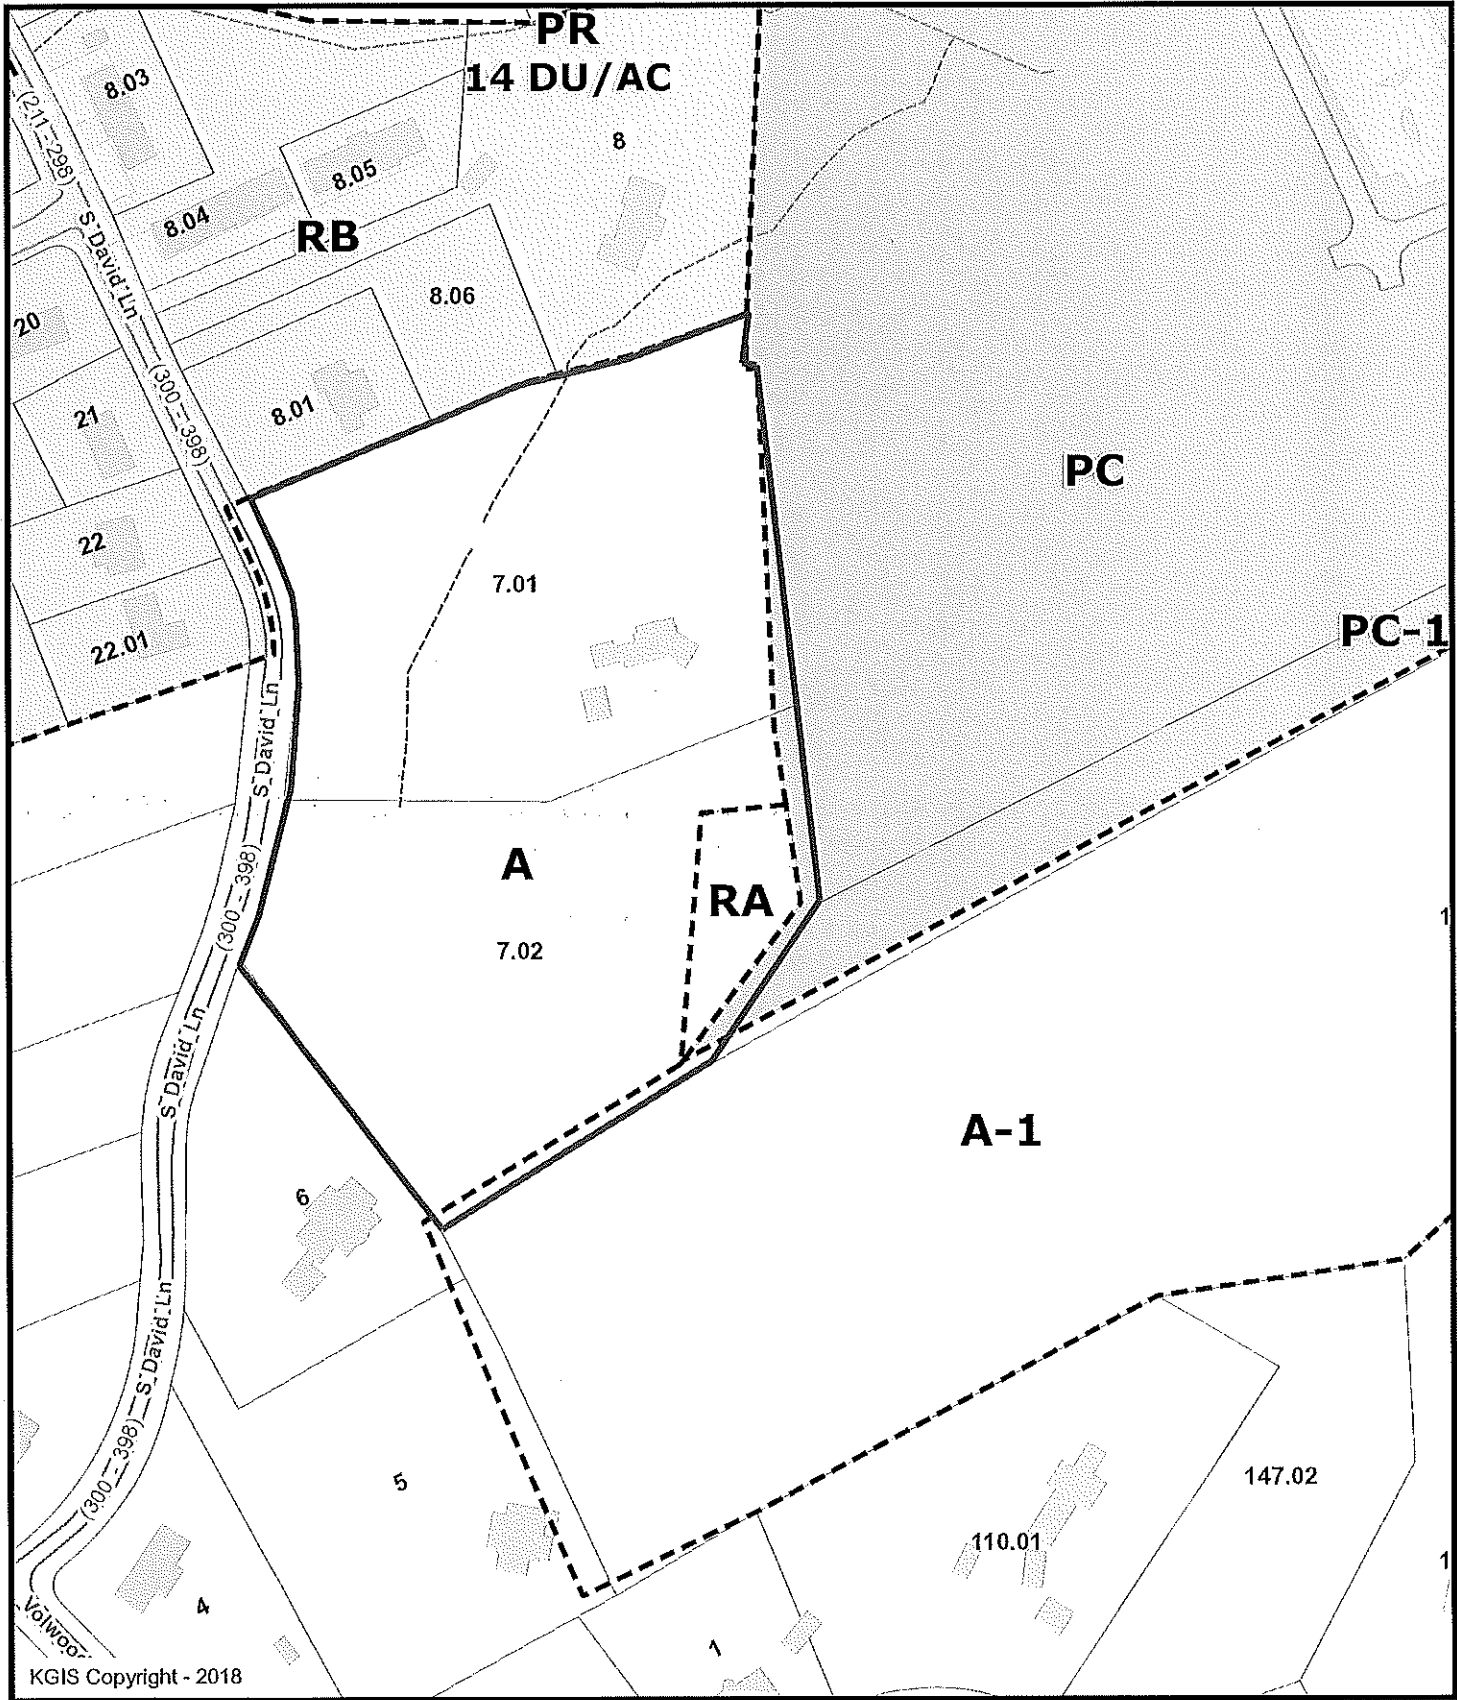 PR
14 DU/AC
8.03
(211 - 298)
8
8.05
8.04
RB
S David Ln
8.06
20
(300 - 398)
8.01
21
PC
22
7.01
22.01
PC-1
S David Ln
A
(300 - 398)
RA
1
7.02
S David Ln
A-1
6
S David Ln
(300 - 398)
5
147.02
110.01
1
4
Volwood
1
KGIS Copyright - 2018